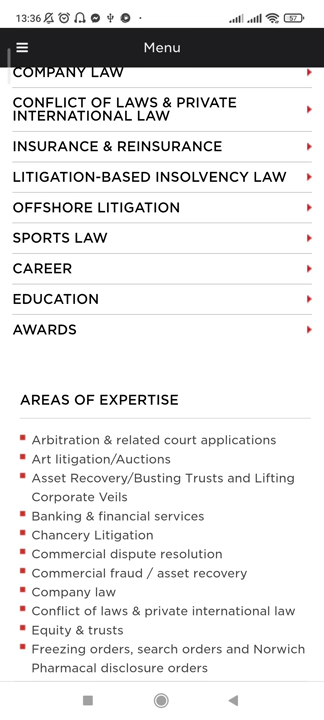 13:36
57
Menu
COMPANY LAW
CONFLICT OF LAWS & PRIVATE
INTERNATIONAL LAW
INSURANCE & REINSURANCE
LITIGATION-BASED INSOLVENCY LAW
OFFSHORE LITIGATION
SPORTS LAW
CAREER
EDUCATION
AWARDS
AREAS OF EXPERTISE
Arbitration & related court applications
Art litigation/Auctions
Asset Recovery/Busting Trusts and Lifting
Corporate Veils
Banking & financial services
Chancery Litigation
Commercial dispute resolution
Commercial fraud / asset recovery
Company law
Conflict of laws & private international law
Equity & trusts
Freezing orders, search orders and Norwich
Pharmacal disclosure orders